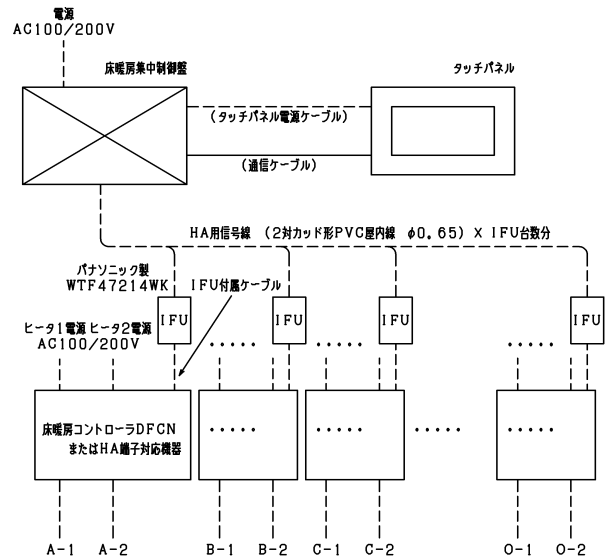 電源
AC100/200V
床暖房集中制御盤
タッチパネル
(タッチパネル電源ケーブル)
(通信ケーブル)
HA用信号線 (2対カッド形PVC屋内線 φ0.65) X IFU台数分
パナソニック製
WTF47214WK
IFU付属ケーブル
IFU
IFU
IFU
IFU
ヒータ1電源 ヒータ2電源
AC100/200V
床暖房コントローラDFCN
またはHA端子対応機器
A-1 A-2 B-1 B-2 C-1 C-2 O-1 O-2